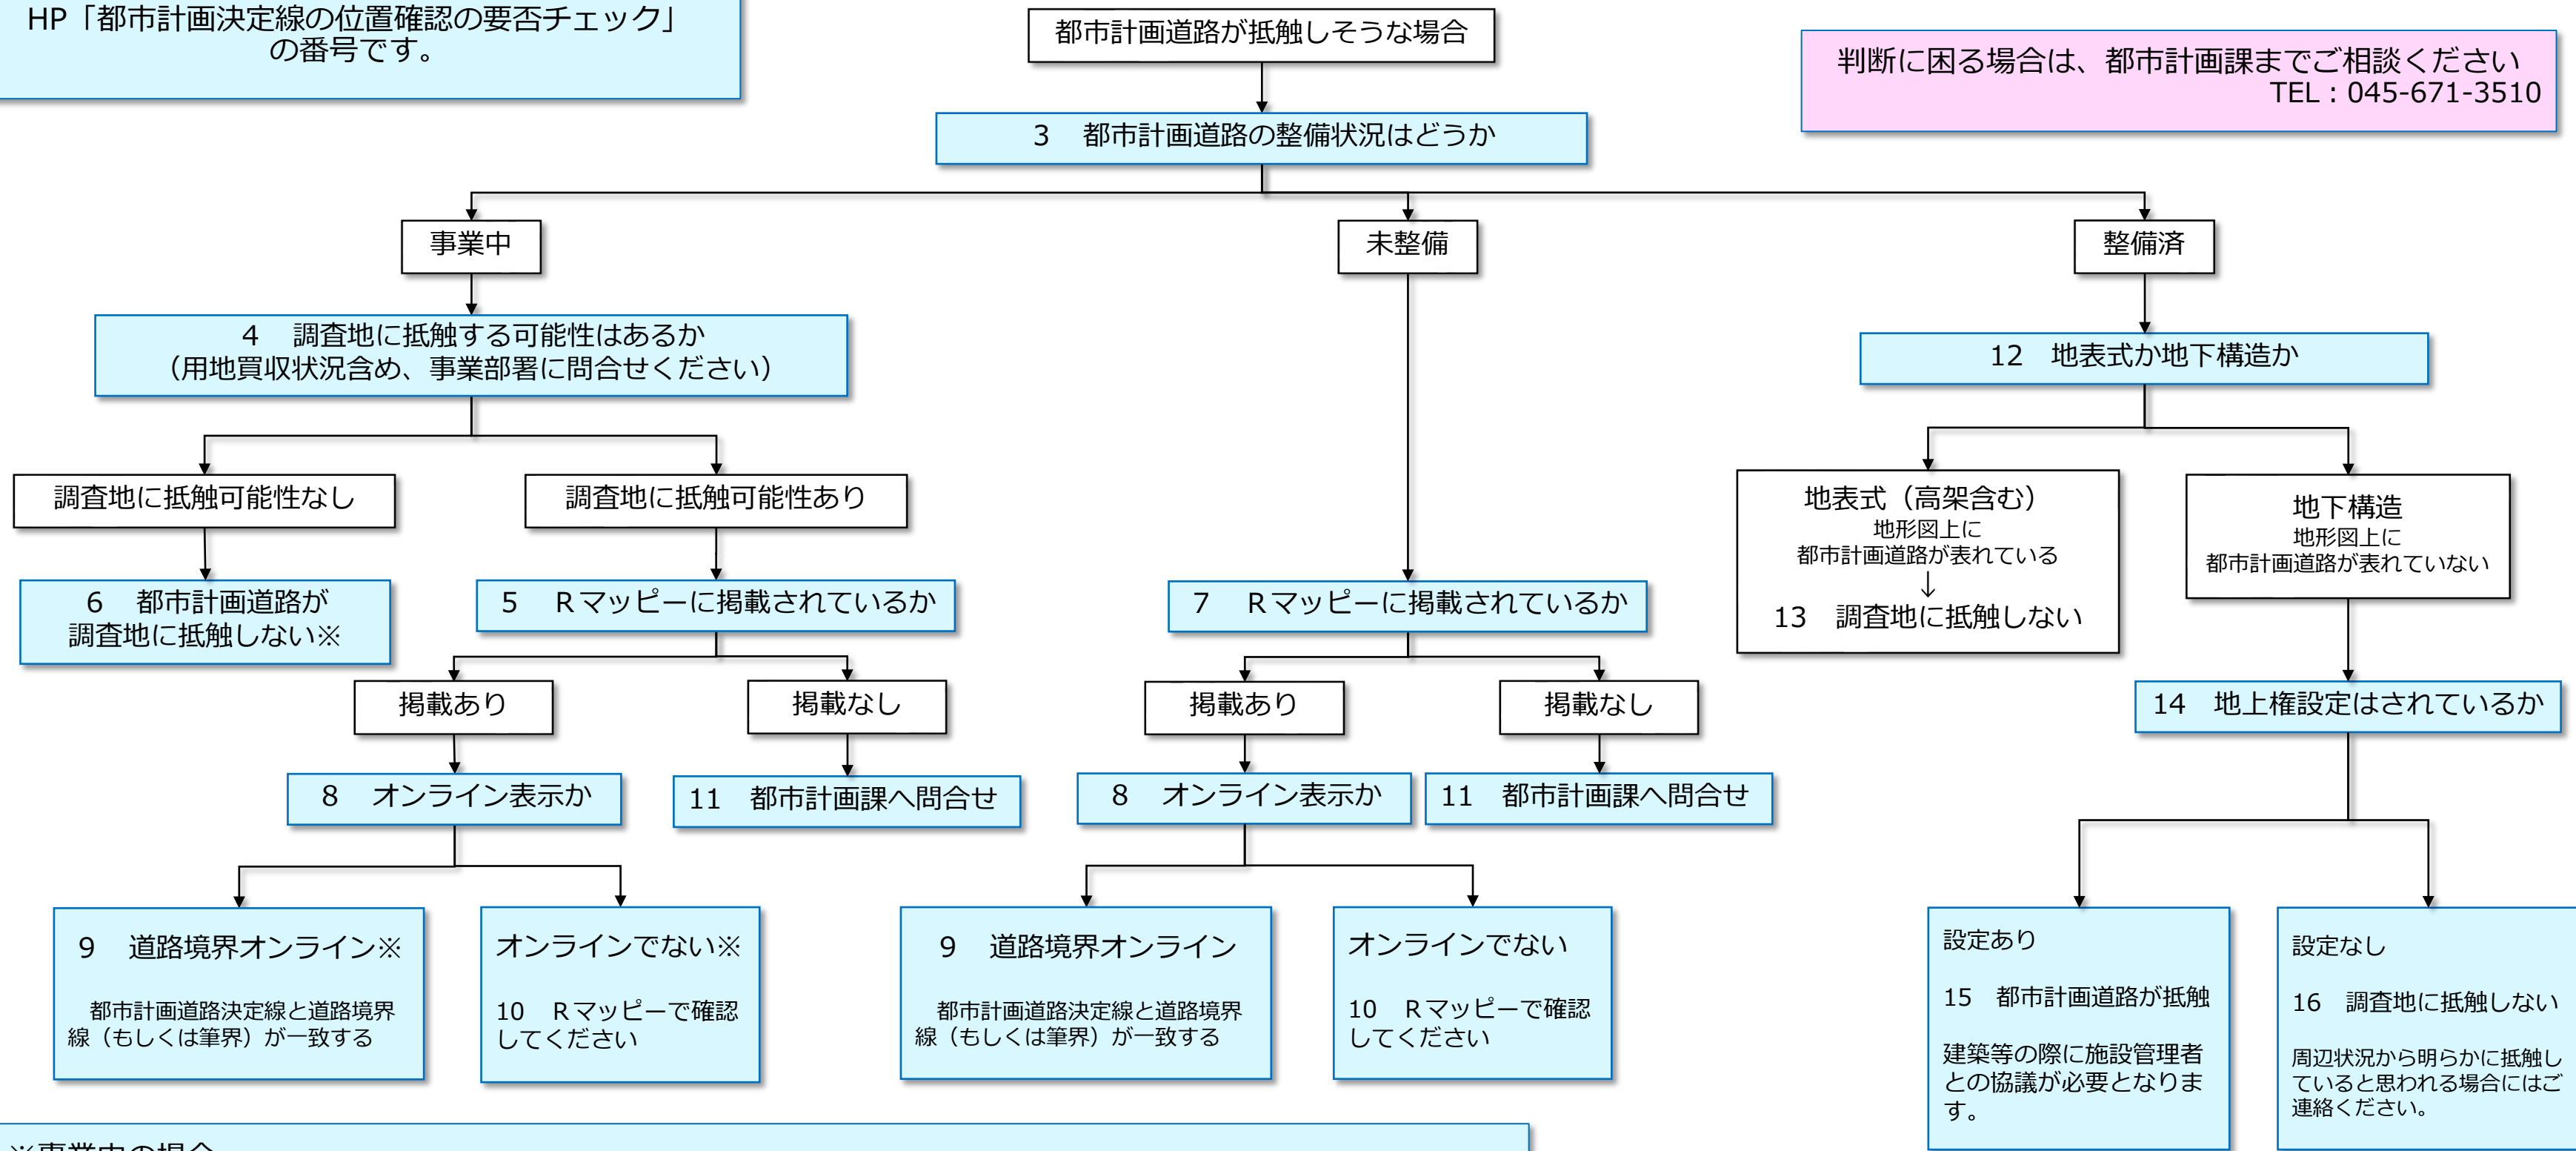 HP「都市計画決定線の位置確認の要否チェック」
の番号です。
都市計画道路が抵触しそうな場合
判断に困る場合は、都市計画課までご相談ください
TEL：045-671-3510
3　都市計画道路の整備状況はどうか
事業中
未整備
整備済
4　調査地に抵触する可能性はあるか
（用地買収状況含め、事業部署に問合せください）
12　地表式か地下構造か
調査地に抵触可能性なし
調査地に抵触可能性あり
地表式（高架含む）
地形図上に
都市計画道路が表れている
↓
13　調査地に抵触しない
地下構造
地形図上に
都市計画道路が表れていない
6　都市計画道路が
調査地に抵触しない※
5　Ｒマッピーに掲載されているか
7　Ｒマッピーに掲載されているか
掲載あり
掲載なし
掲載あり
掲載なし
14　地上権設定はされているか
8　オンライン表示か
11　都市計画課へ問合せ
8　オンライン表示か
11　都市計画課へ問合せ
9　道路境界オンライン※
都市計画道路決定線と道路境界
線（もしくは筆界）が一致する
オンラインでない※
10　Ｒマッピーで確認
してください
9　道路境界オンライン
都市計画道路決定線と道路境界
線（もしくは筆界）が一致する
オンラインでない
10　Ｒマッピーで確認
してください
設定あり
15　都市計画道路が抵触
建築等の際に施設管理者
との協議が必要となりま
す。
設定なし
16　調査地に抵触しない
周辺状況から明らかに抵触し
ていると思われる場合にはご
連絡ください。
※事業中の場合